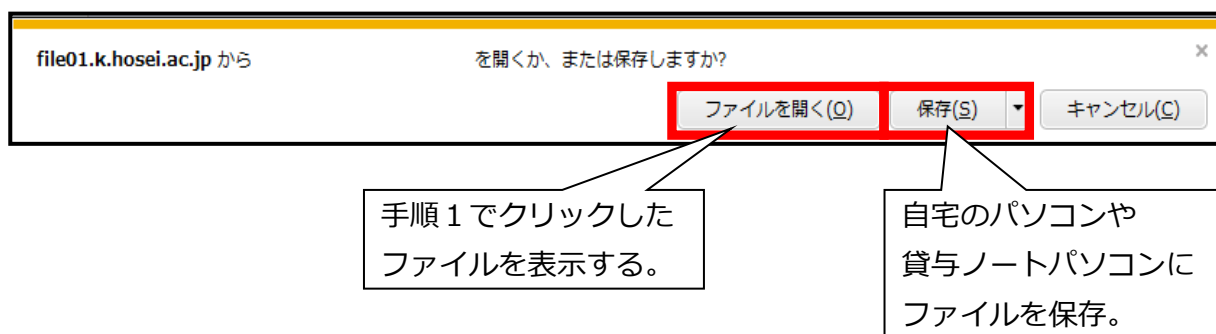 file01.k.hosei.ac.jp から を開くか、または保存しますか?
×
ファイルを開く(O) 保存(S) キャンセル(C)
手順１でクリックした
ファイルを表示する。
自宅のパソコンや
貸与ノートパソコンに
ファイルを保存。